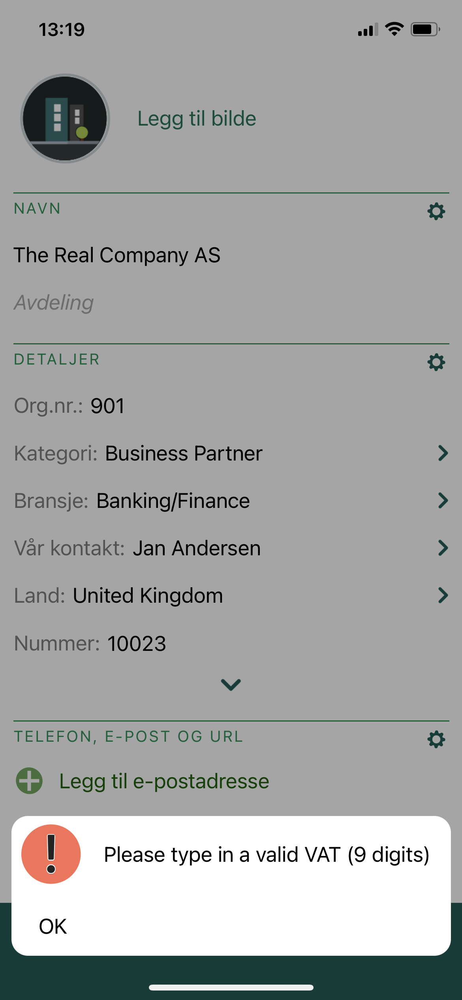 13:19
Legg til bilde
NAVN
The Real Company AS
Avdeling
DETALJER
Org.nr.: 901
Kategori: Business Partner
Bransje: Banking/Finance
Vår kontakt: Jan Andersen
Land: United Kingdom
Nummer: 10023
TELEFON, E-POST OG URL
Legg til e-postadresse
Please type in a valid VAT (9 digits)
OK